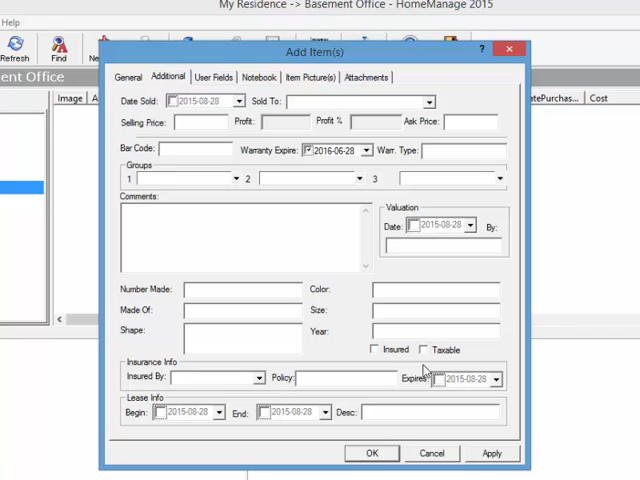 My Residence -> Basement Office - HomeManage 2015
Help
Refresh Find
ent Office
Image
Cost
Add Item(s)
?
General Additional User Fields Notebook Item Picture(s) Attachments
Date Sold: 2015-08-28 Sold To:
Selling Price: Profit: Profit % Ask Price:
Bar Code: Warranty Expire: 2016-06-28 Warr. Type:
Groups
1 2 3
Comments:
Valuation
Date: 2015-08-28 By:
Number Made: Color:
Made Of: Size:
Shape: Year:
Insured Taxable
Insurance Info
Insured By: Policy: Expires: 2015-08-28
Lease Info
Begin: 2015-08-28 End: 2015-08-28 Desc:
OK Cancel Apply